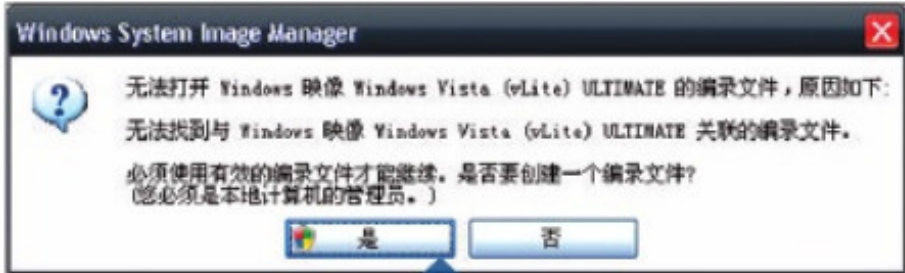 Windows System Image Manager
无法打开 Windows 映像 Windows Vista (vLite) ULTIMATE 的编录文件，原因如下:
无法找到与 Windows 映像 Windows Vista (vLite) ULTIMATE 关联的编录文件。
必须使用有效的编录文件才能继续。是否要创建一个编录文件?
(您必须是本地计算机的管理员。)
是
否